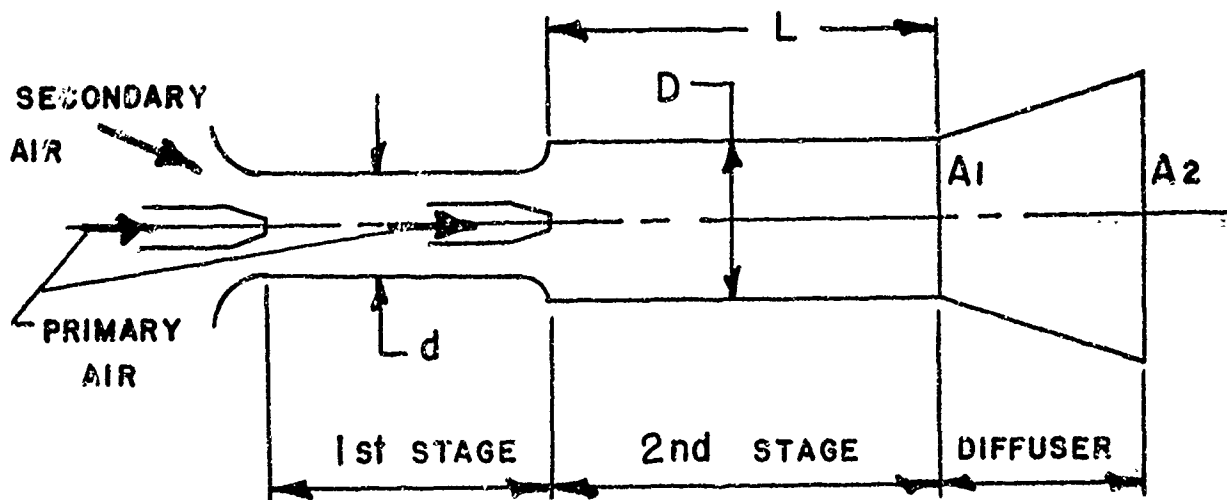 L
SECONDARY
AIR
D
A1
A2
PRIMARY
AIR
d
1st STAGE
2nd STAGE
DIFFUSER